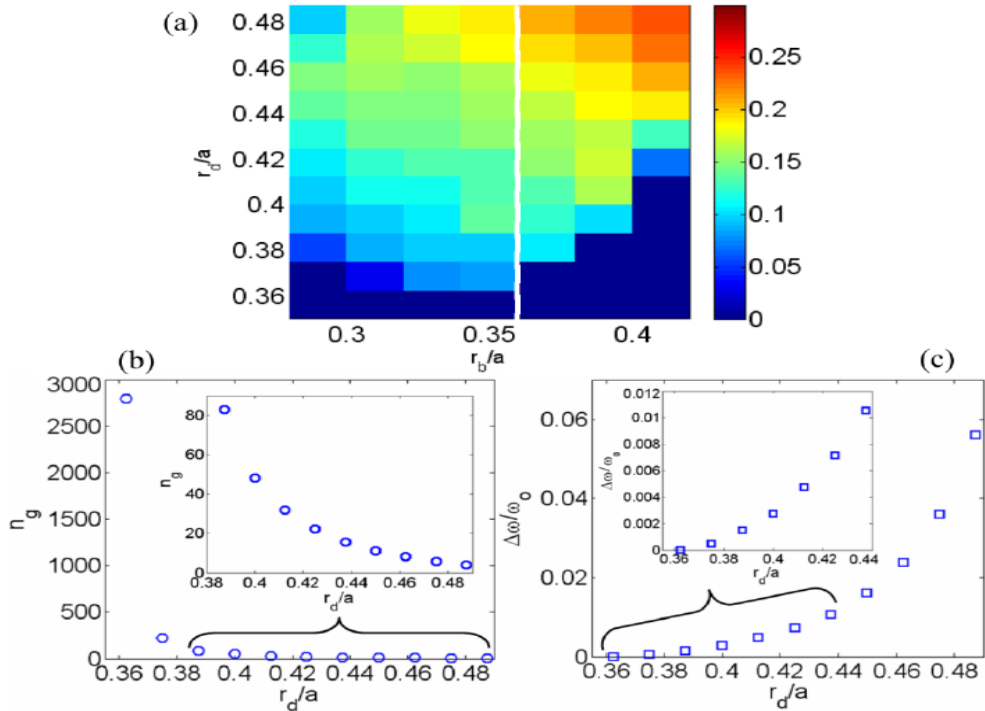 (a)
0.48
0.46
0.44
0.42
0.4
0.38
0.36
r_d/a
0.3 0.35 0.4
r_b/a
0.25
0.2
0.15
0.1
0.05
0
(b)
3000
2500
2000
1500
1000
500
0
n_g
0.36 0.38 0.4 0.42 0.44 0.46 0.48
r_d/a
80
60
40
20
0
n_g
0.38 0.4 0.42 0.44 0.46 0.48
r_d/a
(c)
0.06
0.04
0.02
0
Δω/ω_0
0.36 0.38 0.4 0.42 0.44 0.46 0.48
r_d/a
0.012
0.01
0.008
0.006
0.004
0.002
0
Δω/ω_0
0.36 0.38 0.4 0.42 0.44
r_d/a